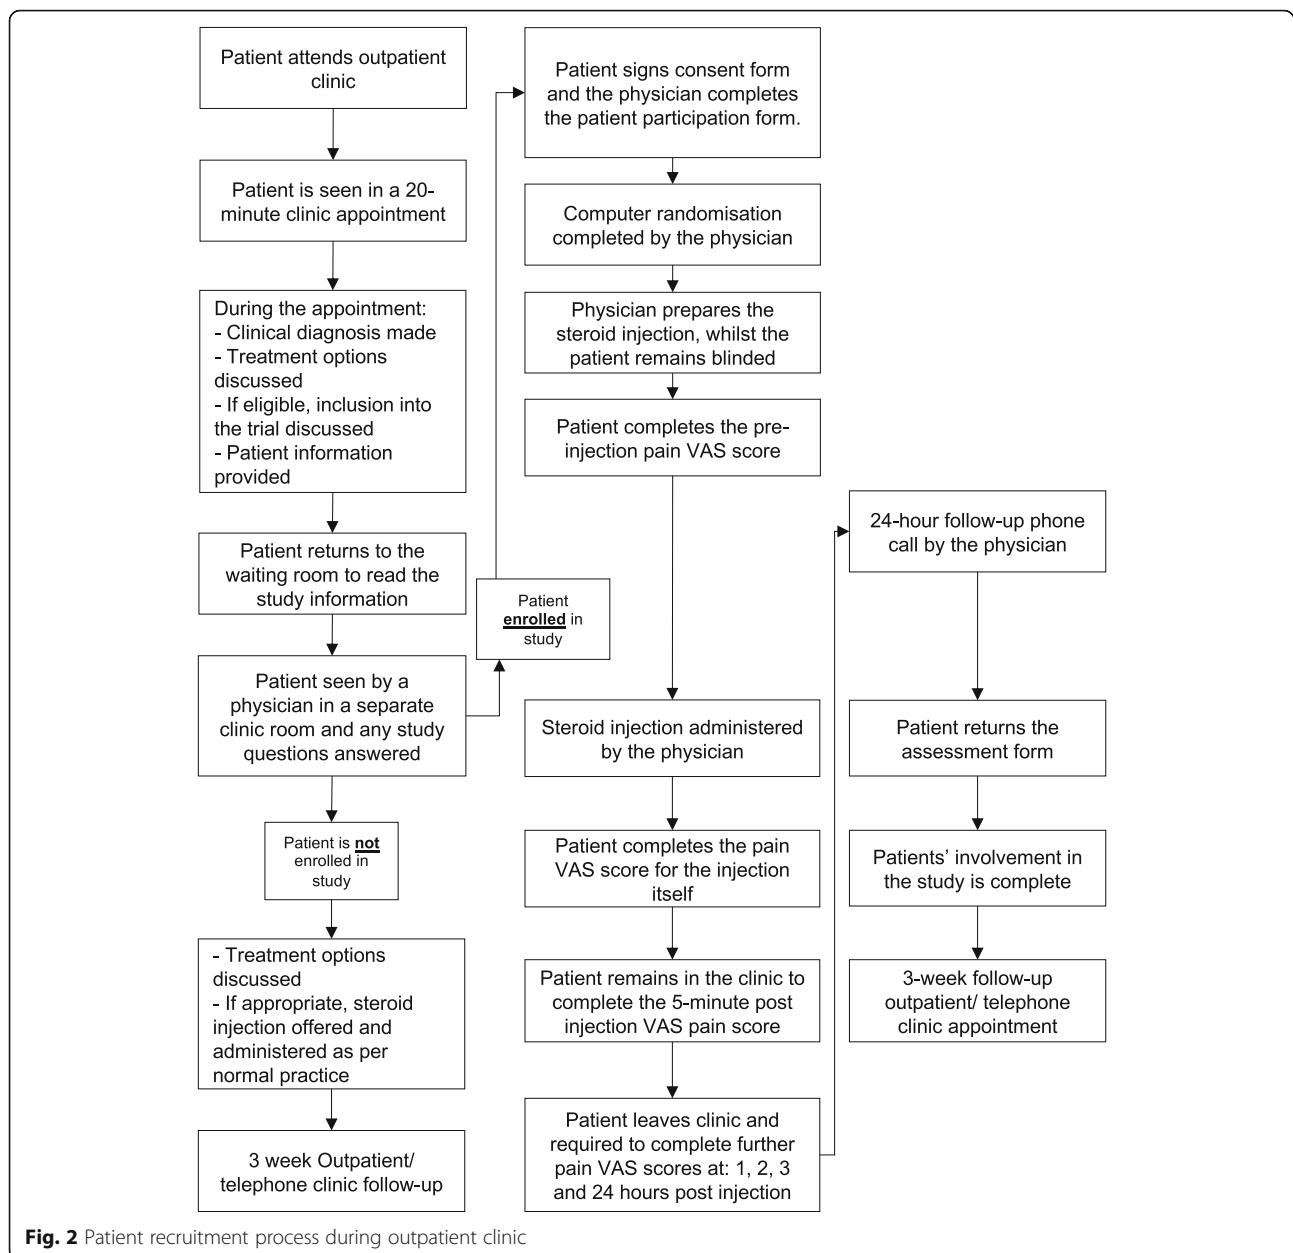 Patient attends outpatient
clinic
Patient is seen in a 20-
minute clinic appointment
During the appointment:
- Clinical diagnosis made
- Treatment options
discussed
- If eligible, inclusion into
the trial discussed
- Patient information
provided
Patient returns to the
waiting room to read the
study information
Patient seen by a
physician in a separate
clinic room and any study
questions answered
Patient is not
enrolled in
study
- Treatment options
discussed
- If appropriate, steroid
injection offered and
administered as per
normal practice
3 week Outpatient/
telephone clinic follow-up
Patient
enrolled in
study
Patient signs consent form
and the physician completes
the patient participation form.
Computer randomisation
completed by the physician
Physician prepares the
steroid injection, whilst the
patient remains blinded
Patient completes the pre-
injection pain VAS score
Steroid injection administered
by the physician
Patient completes the pain
VAS score for the injection
itself
Patient remains in the clinic to
complete the 5-minute post
injection VAS pain score
Patient leaves clinic and
required to complete further
pain VAS scores at: 1, 2, 3
and 24 hours post injection
24-hour follow-up phone
call by the physician
Patient returns the
assessment form
Patients’ involvement in
the study is complete
3-week follow-up
outpatient/ telephone
clinic appointment
Fig. 2 Patient recruitment process during outpatient clinic